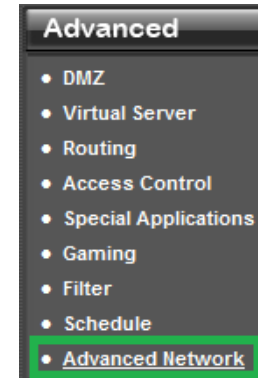 Advanced
DMZ
Virtual Server
Routing
Access Control
Special Applications
Gaming
Filter
Schedule
Advanced Network